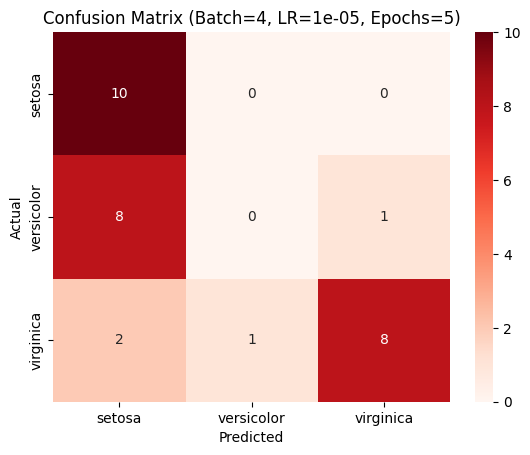 Confusion Matrix (Batch=4, LR=1e-05, Epochs=5)
Actual
setosa
10 0 0
versicolor
8 0 1
virginica
2 1 8
setosa versicolor virginica
Predicted
10
8
6
4
2
0